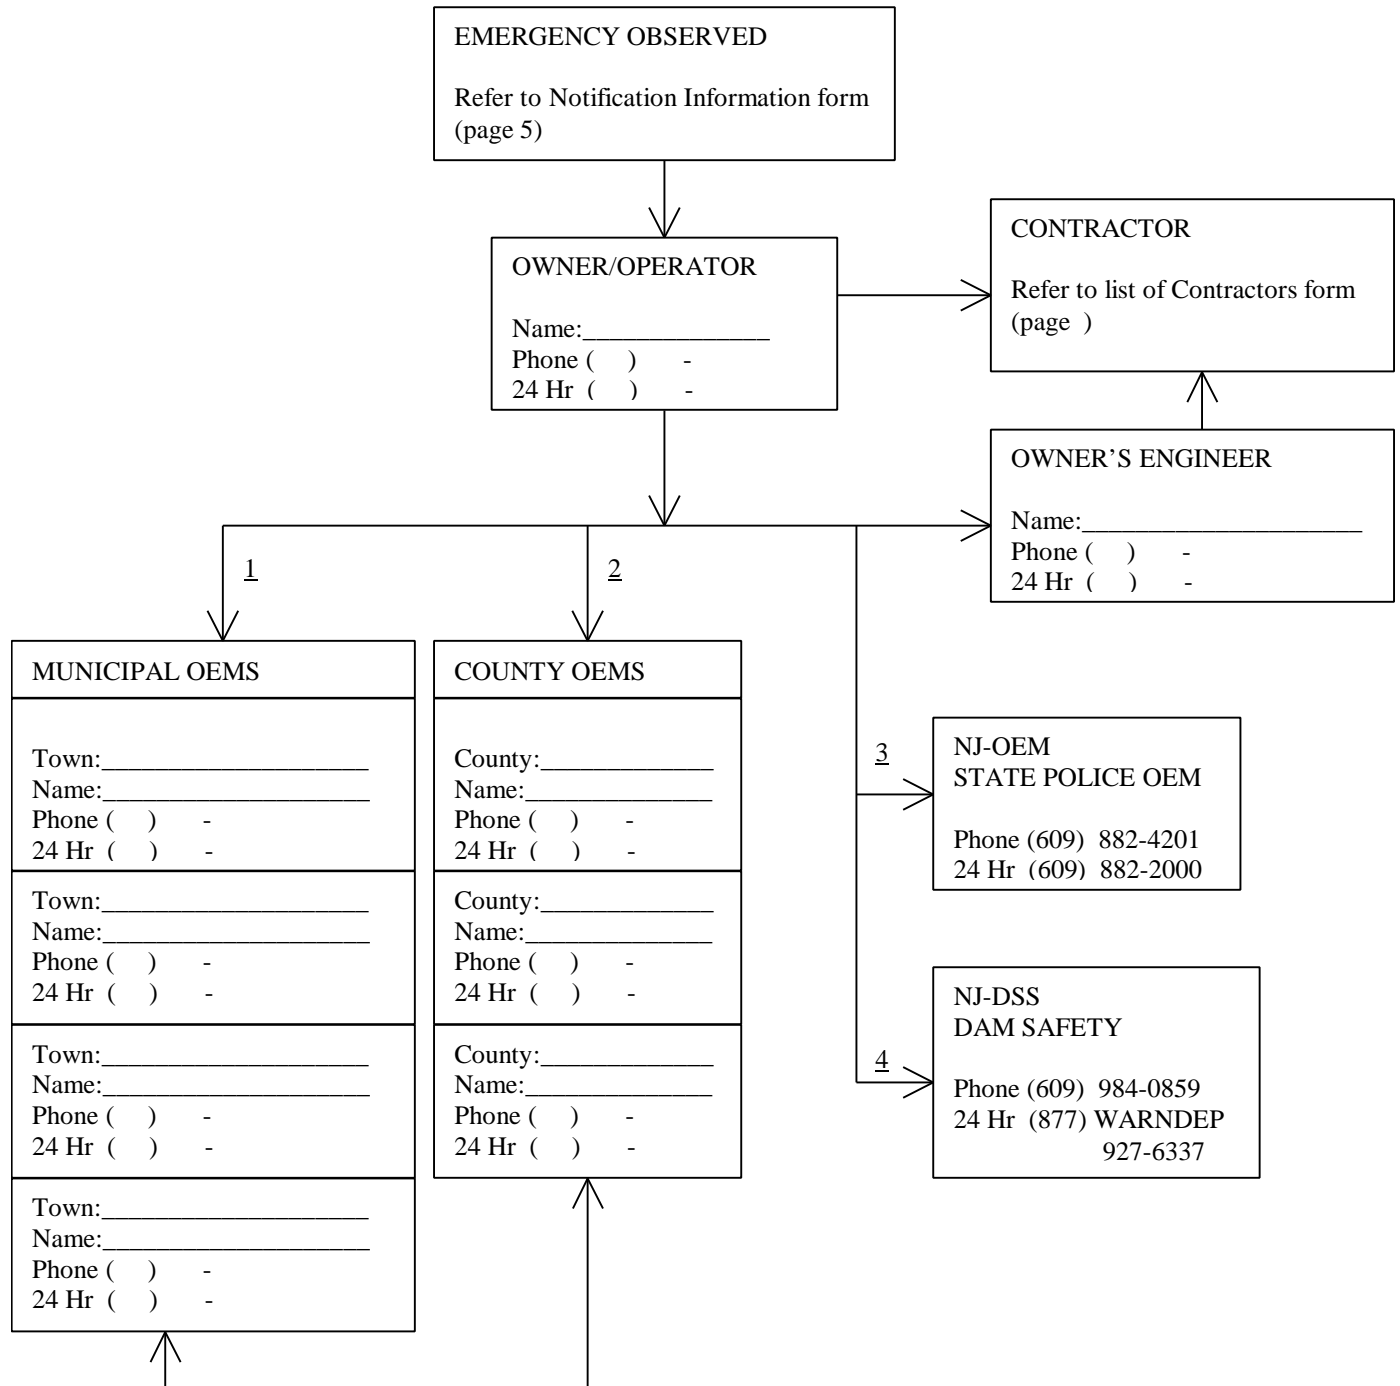 EMERGENCY OBSERVED
Refer to Notification Information form
(page 5)
OWNER/OPERATOR
Name:______________
Phone (    )       -
24 Hr  (    )       -
CONTRACTOR
Refer to list of Contractors form
(page  )
OWNER'S ENGINEER
Name:_____________________
Phone (    )       -
24 Hr  (    )       -
1
2
MUNICIPAL OEMS
Town:____________________
Name:____________________
Phone (    )       -
24 Hr  (    )       -
Town:____________________
Name:____________________
Phone (    )       -
24 Hr  (    )       -
Town:____________________
Name:____________________
Phone (    )       -
24 Hr  (    )       -
Town:____________________
Name:____________________
Phone (    )       -
24 Hr  (    )       -
COUNTY OEMS
County:_____________
Name:______________
Phone (    )       -
24 Hr  (    )       -
County:_____________
Name:______________
Phone (    )       -
24 Hr  (    )       -
County:_____________
Name:______________
Phone (    )       -
24 Hr  (    )       -
3
NJ-OEM
STATE POLICE OEM
Phone (609)  882-4201
24 Hr  (609)  882-2000
4
NJ-DSS
DAM SAFETY
Phone (609)  984-0859
24 Hr  (877) WARNDEP
927-6337